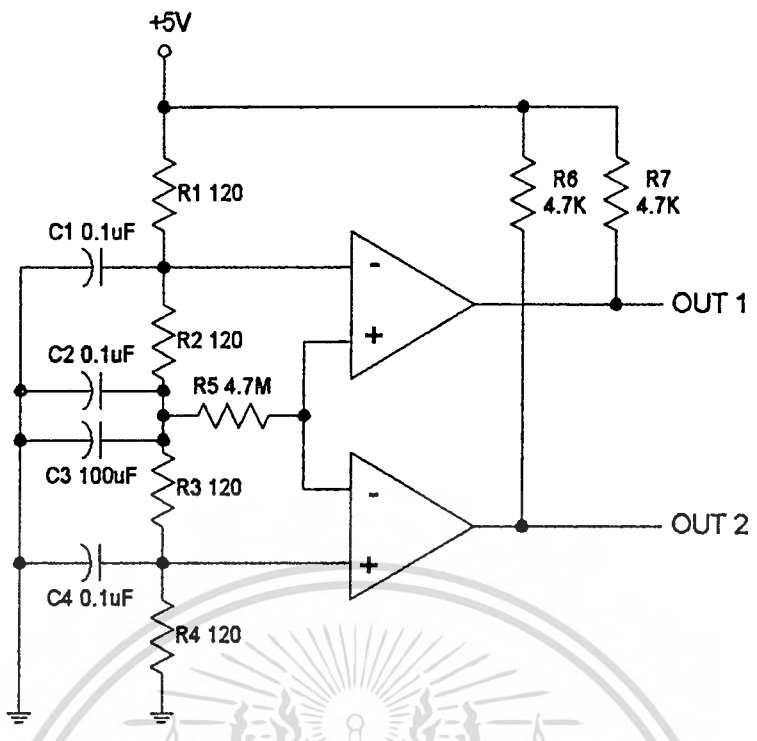 +5V
R1 120
R6
4.7K
R7
4.7K
C1 0.1uF
-
+
OUT 1
R2 120
C2 0.1uF
R5 4.7M
C3 100uF
R3 120
-
+
OUT 2
C4 0.1uF
R4 120